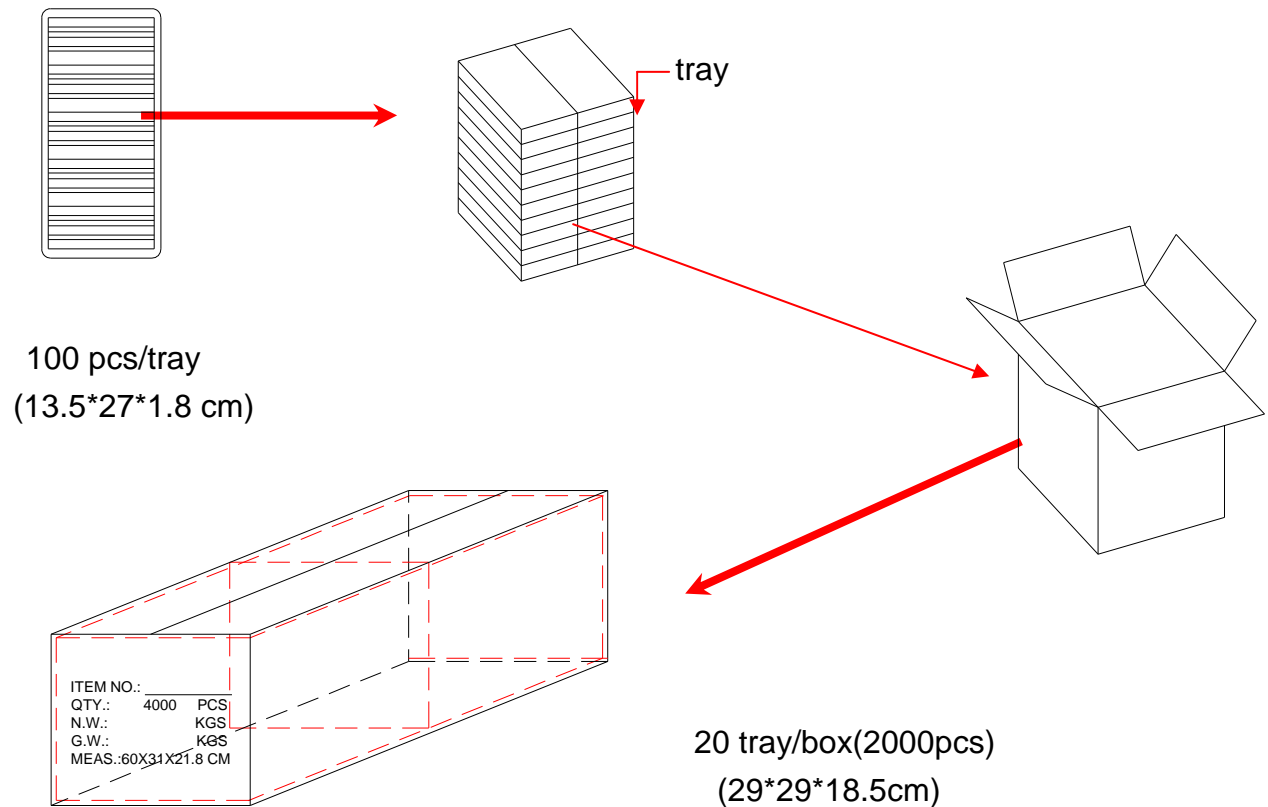 tray
100 pcs/tray
(13.5*27*1.8 cm)
ITEM NO.:
QTY.: 4000 PCS
N.W.: KGS
G.W.: KGS
MEAS.:60X31X21.8 CM
20 tray/box(2000pcs)
(29*29*18.5cm)